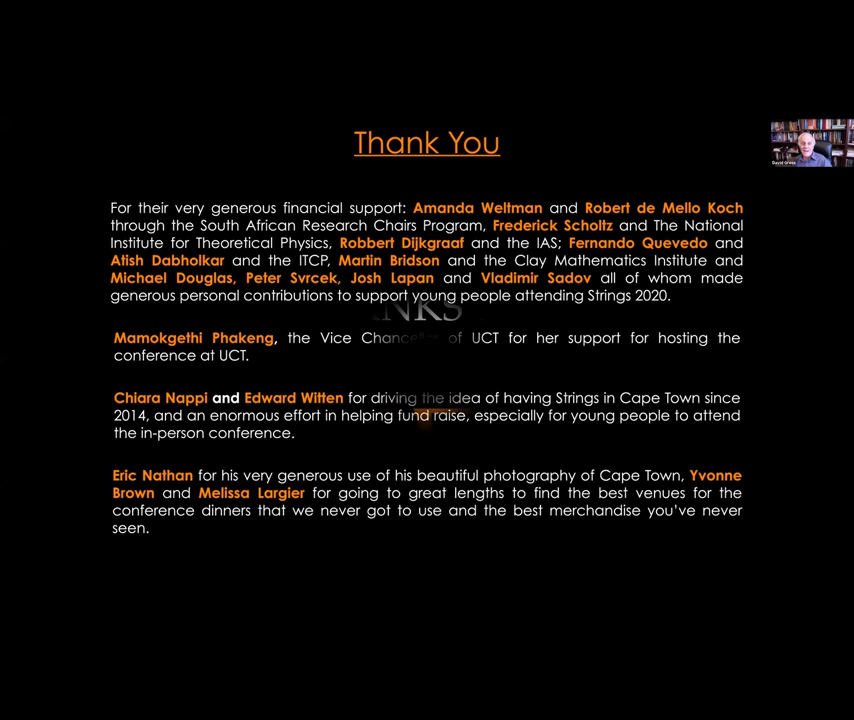 Thank You
David Gross
For their very generous financial support: Amanda Weltman and Robert de Mello Koch
through the South African Research Chairs Program, Frederick Scholtz and The National
Institute for Theoretical Physics, Robbert Dijkgraaf and the IAS; Fernando Quevedo and
Atish Dabholkar and the ITCP, Martin Bridson and the Clay Mathematics Institute and
Michael Douglas, Peter Svrcek, Josh Lapan and Vladimir Sadov all of whom made
generous personal contributions to support young people attending Strings 2020.
NKS
Mamokgethi Phakeng, the Vice Chancellor of UCT for her support for hosting the
conference at UCT.
Chiara Nappi and Edward Witten for driving the idea of having Strings in Cape Town since
2014, and an enormous effort in helping fund raise, especially for young people to attend
the in-person conference.
Eric Nathan for his very generous use of his beautiful photography of Cape Town, Yvonne
Brown and Melissa Largier for going to great lengths to find the best venues for the
conference dinners that we never got to use and the best merchandise you've never
seen.